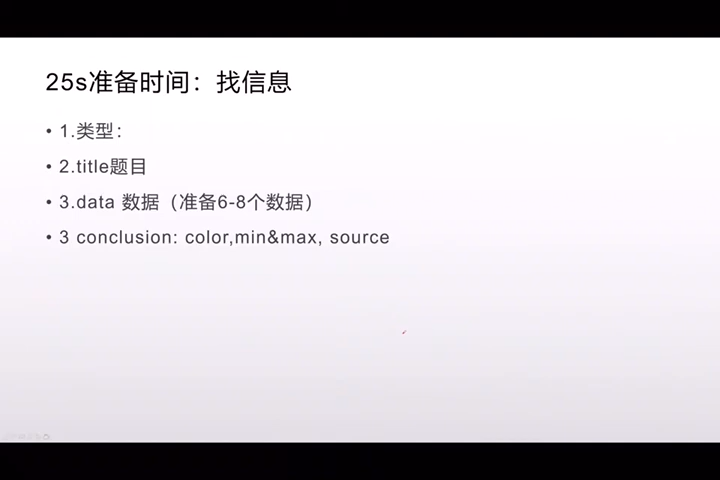 25s准备时间：找信息
• 1.类型：
• 2.title题目
• 3.data 数据（准备6-8个数据）
• 3 conclusion: color,min&max, source